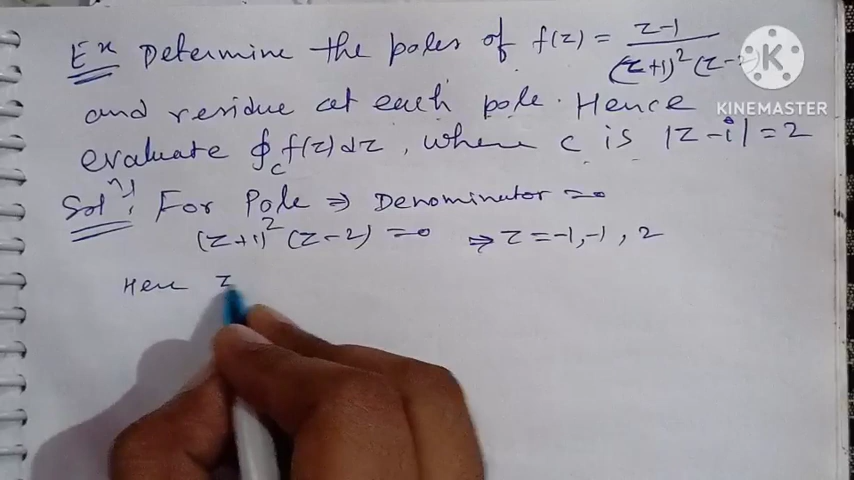 Ex Determine the poles of f(z) = z-1
(z+1)² (z-
K
KINEMASTER
and residue at each pole. Hence
evaluate ∮c f(z) dz, where c is |z-i| = 2
Solⁿ: For Pole ⇒ Denominator = 0
(z+1)² (z-2) = 0 ⇒ z = -1, -1, 2
Here z